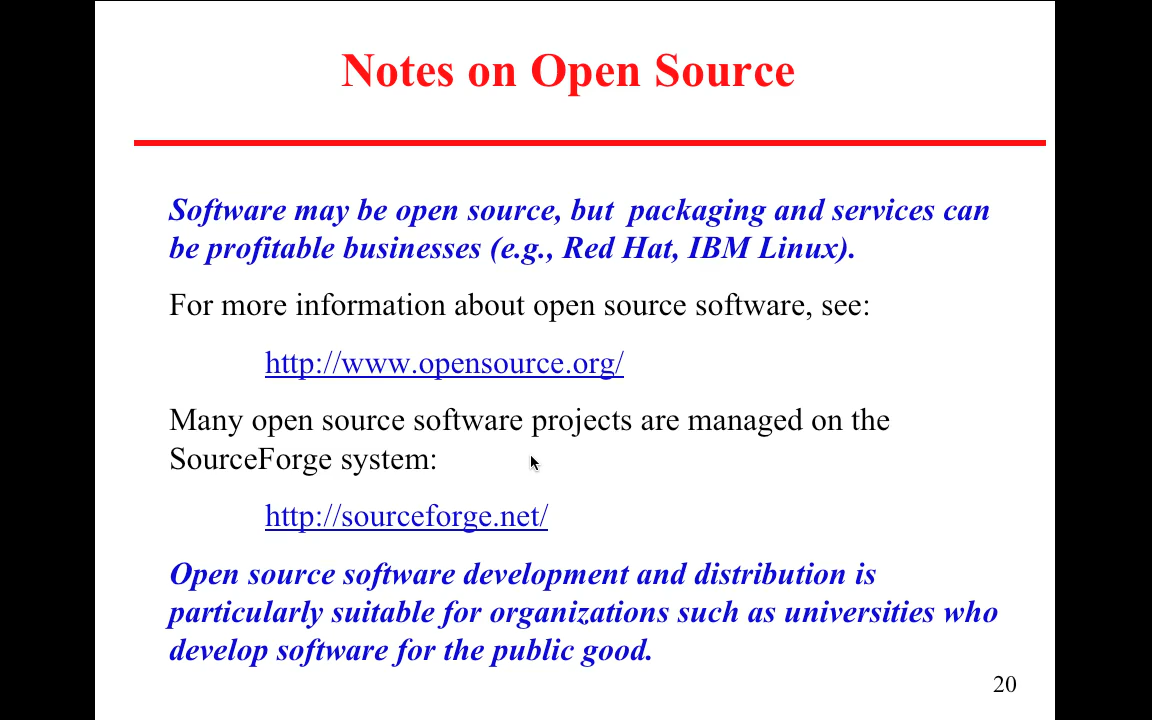 Notes on Open Source
Software may be open source, but  packaging and services can
be profitable businesses (e.g., Red Hat, IBM Linux).
For more information about open source software, see:
http://www.opensource.org/
Many open source software projects are managed on the
SourceForge system:
http://sourceforge.net/
Open source software development and distribution is
particularly suitable for organizations such as universities who
develop software for the public good.
20